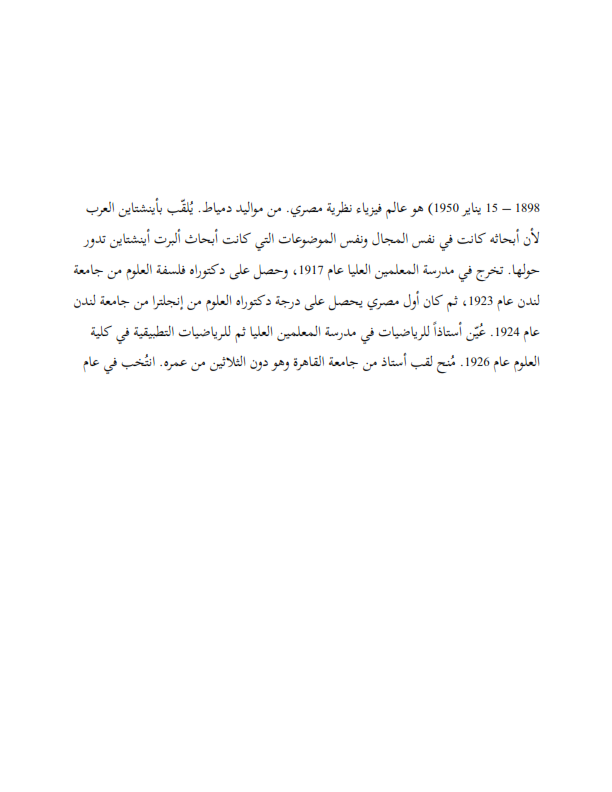 1898 – 15 يناير 1950) هو عالم فيزياء نظرية مصري. من مواليد دمياط. يُلقّب بأينشتاين العرب
لأن أبحاثه كانت في نفس المجال ونفس الموضوعات التي كانت أبحاث ألبرت أينشتاين تدور
حولها. تخرج في مدرسة المعلمين العليا عام 1917، وحصل على دكتوراه فلسفة العلوم من جامعة
لندن عام 1923، ثم كان أول مصري يحصل على درجة دكتوراه العلوم من إنجلترا من جامعة لندن
عام 1924. عُيّن أستاذاً للرياضيات في مدرسة المعلمين العليا ثم للرياضيات التطبيقية في كلية
العلوم عام 1926. مُنح لقب أستاذ من جامعة القاهرة وهو دون الثلاثين من عمره. انتُخب في عام